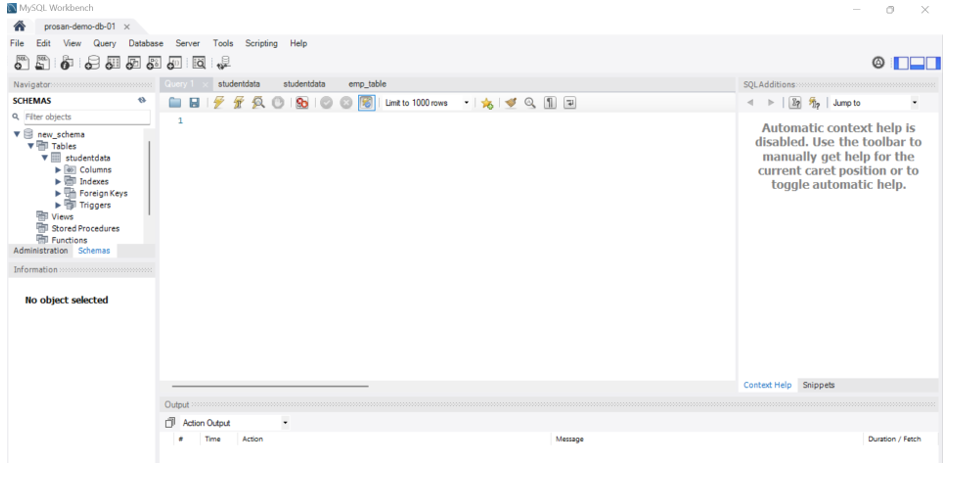 MySQL Workbench
prosan-demo-db-01
File Edit View Query Database Server Tools Scripting Help
Navigator
SCHEMAS
Filter objects
new_schema
Tables
studentdata
Columns
Indexes
Foreign Keys
Triggers
Views
Stored Procedures
Functions
Administration Schemas
Information
No object selected
Query 1 studentdata studentdata emp_table
Limit to 1000 rows
1
SQLAdditions
Jump to
Automatic context help is
disabled. Use the toolbar to
manually get help for the
current caret position or to
toggle automatic help.
Context Help Snippets
Output
Action Output
# Time Action Message Duration / Fetch